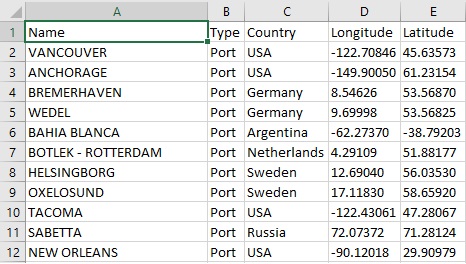 A B C D E
1 Name Type Country Longitude Latitude
2 VANCOUVER Port USA -122.70846 45.63573
3 ANCHORAGE Port USA -149.90050 61.23154
4 BREMERHAVEN Port Germany 8.54626 53.56870
5 WEDEL Port Germany 9.69998 53.56825
6 BAHIA BLANCA Port Argentina -62.27370 -38.79203
7 BOTLEK - ROTTERDAM Port Netherlands 4.29109 51.88177
8 HELSINGBORG Port Sweden 12.69040 56.03530
9 OXELOSUND Port Sweden 17.11830 58.65920
10 TACOMA Port USA -122.43061 47.28067
11 SABETTA Port Russia 72.07372 71.28124
12 NEW ORLEANS Port USA -90.12018 29.90979